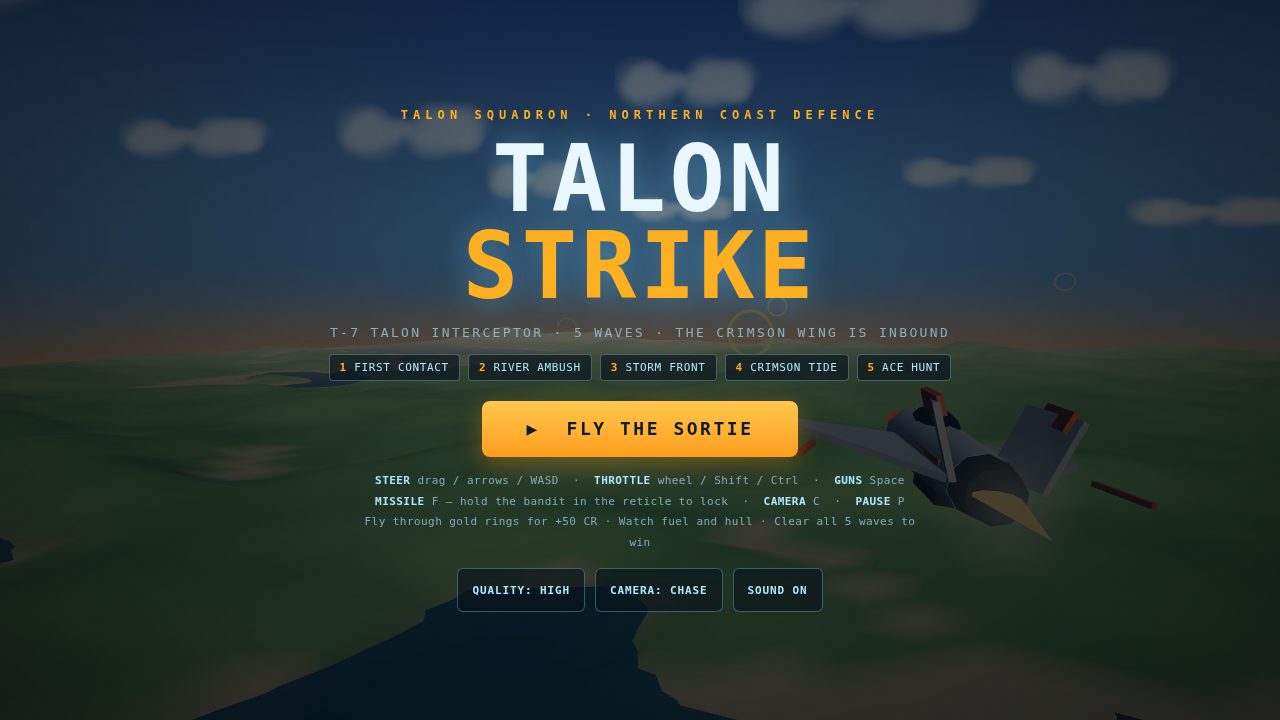 TALON SQUADRON · NORTHERN COAST DEFENCE
TALON
STRIKE
T-7 TALON INTERCEPTOR · 5 WAVES · THE CRIMSON WING IS INBOUND
1 FIRST CONTACT 2 RIVER AMBUSH 3 STORM FRONT 4 CRIMSON TIDE 5 ACE HUNT
▶ FLY THE SORTIE
STEER drag / arrows / WASD · THROTTLE wheel / Shift / Ctrl · GUNS Space
MISSILE F — hold the bandit in the reticle to lock · CAMERA C · PAUSE P
Fly through gold rings for +50 CR · Watch fuel and hull · Clear all 5 waves to
win
QUALITY: HIGH CAMERA: CHASE SOUND ON